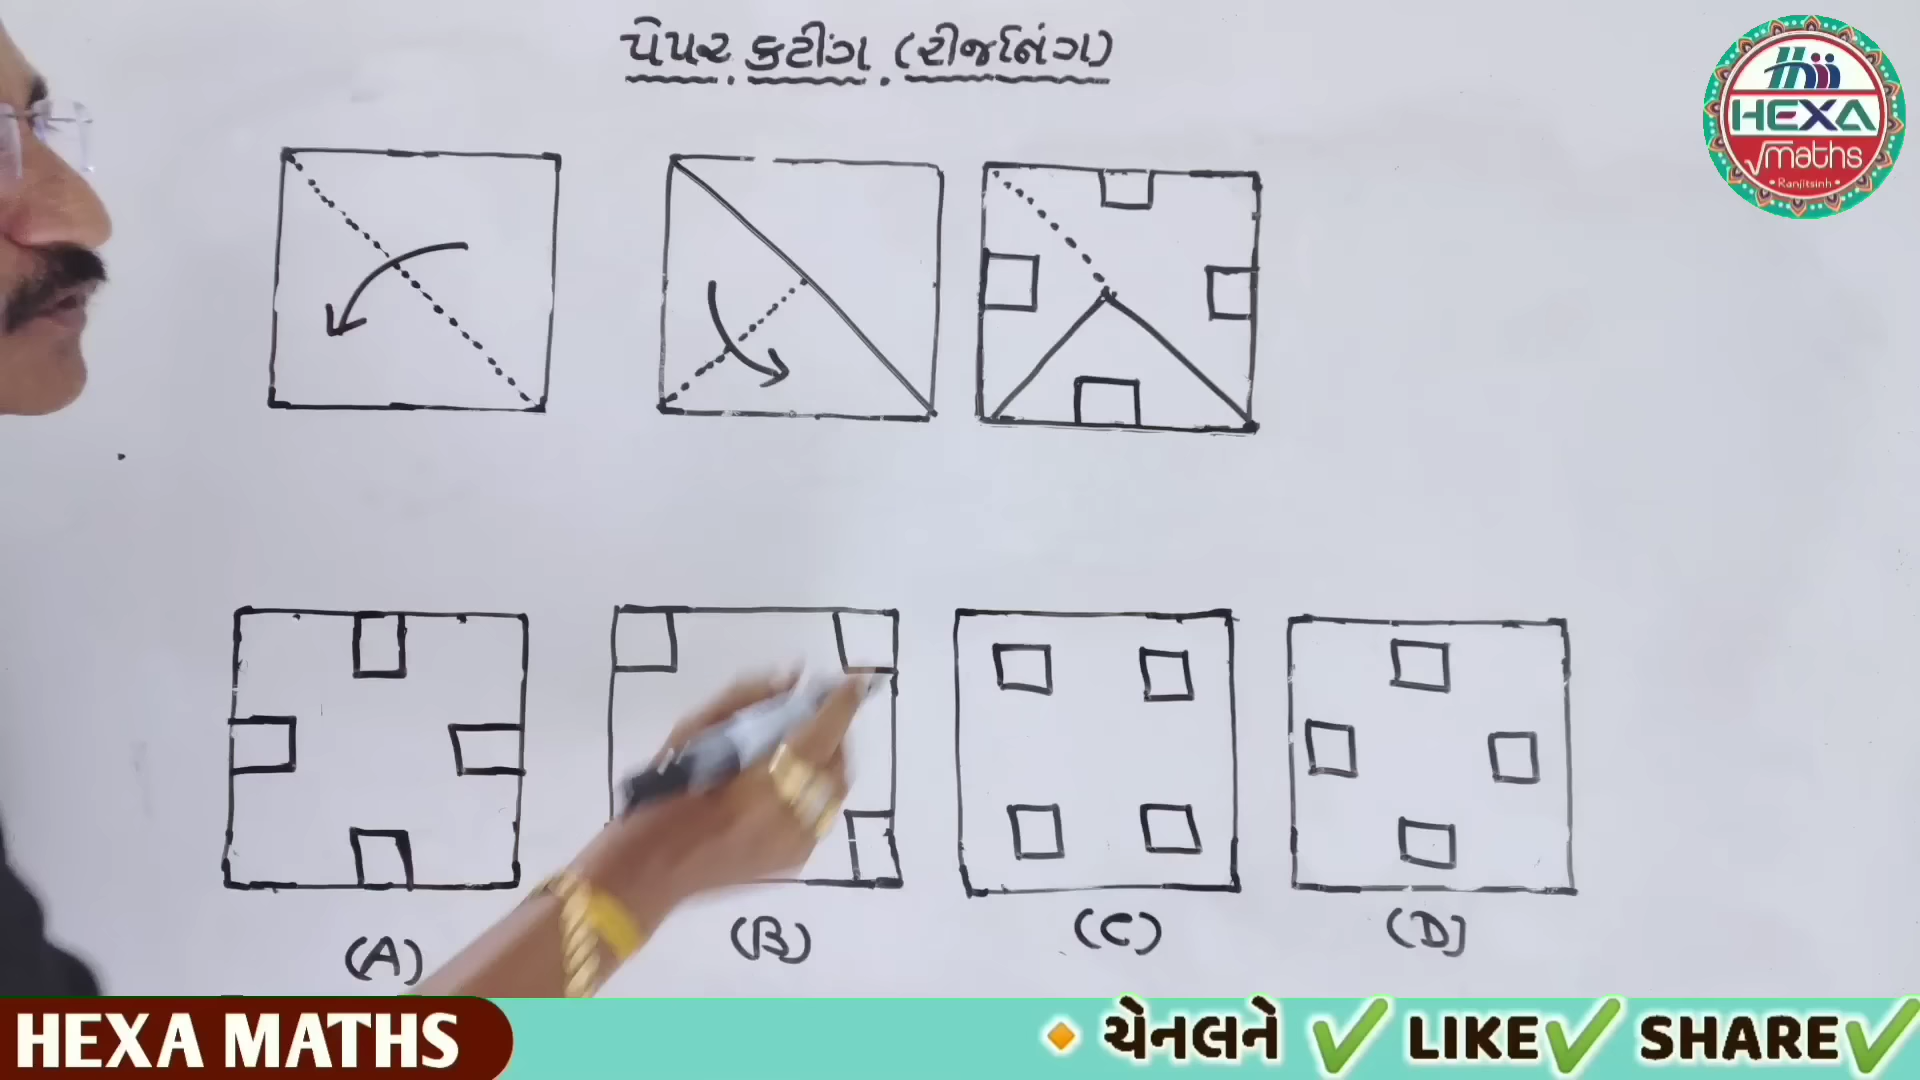 પેપર કટીંગ (રીજનિંગ)
HEXA
√maths
• Ranjitsinh •
(A) (B) (C) (D)
HEXA MATHS
ચેનલને LIKE SHARE